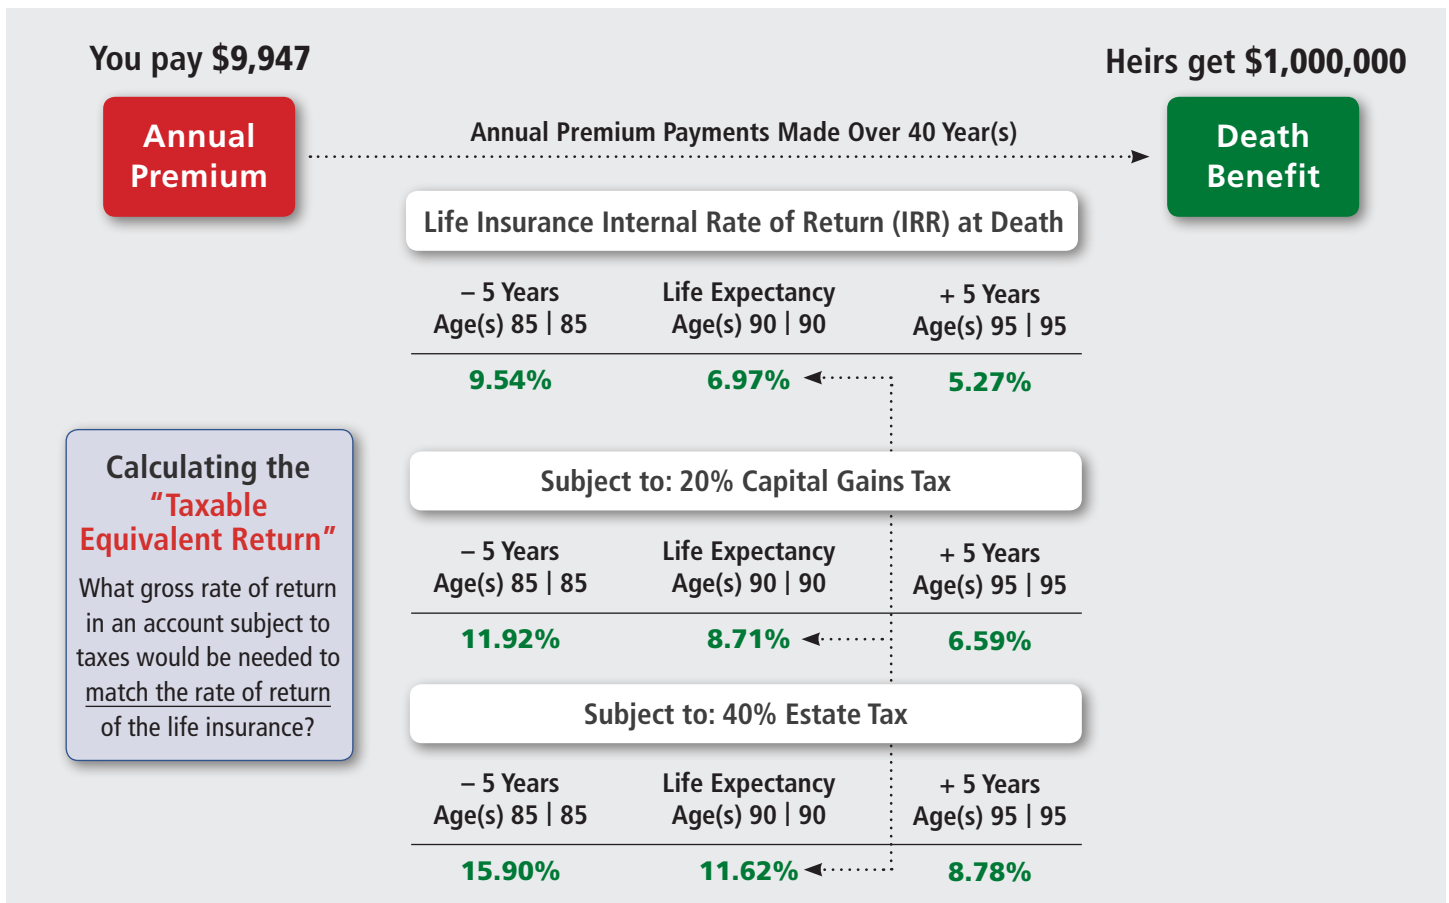 You pay $9,947
Heirs get $1,000,000
Annual
Premium
Annual Premium Payments Made Over 40 Year(s)
Death
Benefit
Life Insurance Internal Rate of Return (IRR) at Death
– 5 Years
Age(s) 85 | 85
Life Expectancy
Age(s) 90 | 90
+ 5 Years
Age(s) 95 | 95
9.54%
6.97%
5.27%
Calculating the
“Taxable
Equivalent Return”
What gross rate of return
in an account subject to
taxes would be needed to
match the rate of return
of the life insurance?
Subject to: 20% Capital Gains Tax
– 5 Years
Age(s) 85 | 85
Life Expectancy
Age(s) 90 | 90
+ 5 Years
Age(s) 95 | 95
11.92%
8.71%
6.59%
Subject to: 40% Estate Tax
– 5 Years
Age(s) 85 | 85
Life Expectancy
Age(s) 90 | 90
+ 5 Years
Age(s) 95 | 95
15.90%
11.62%
8.78%